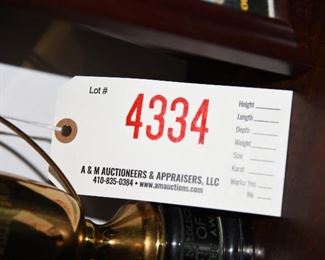 Lot #
4334
Height
Length
Depth
Weight
Size
Karat
Works: Yes
No
A & M AUCTIONEERS & APPRAISERS, LLC
410-835-0384 • www.amauctions.com